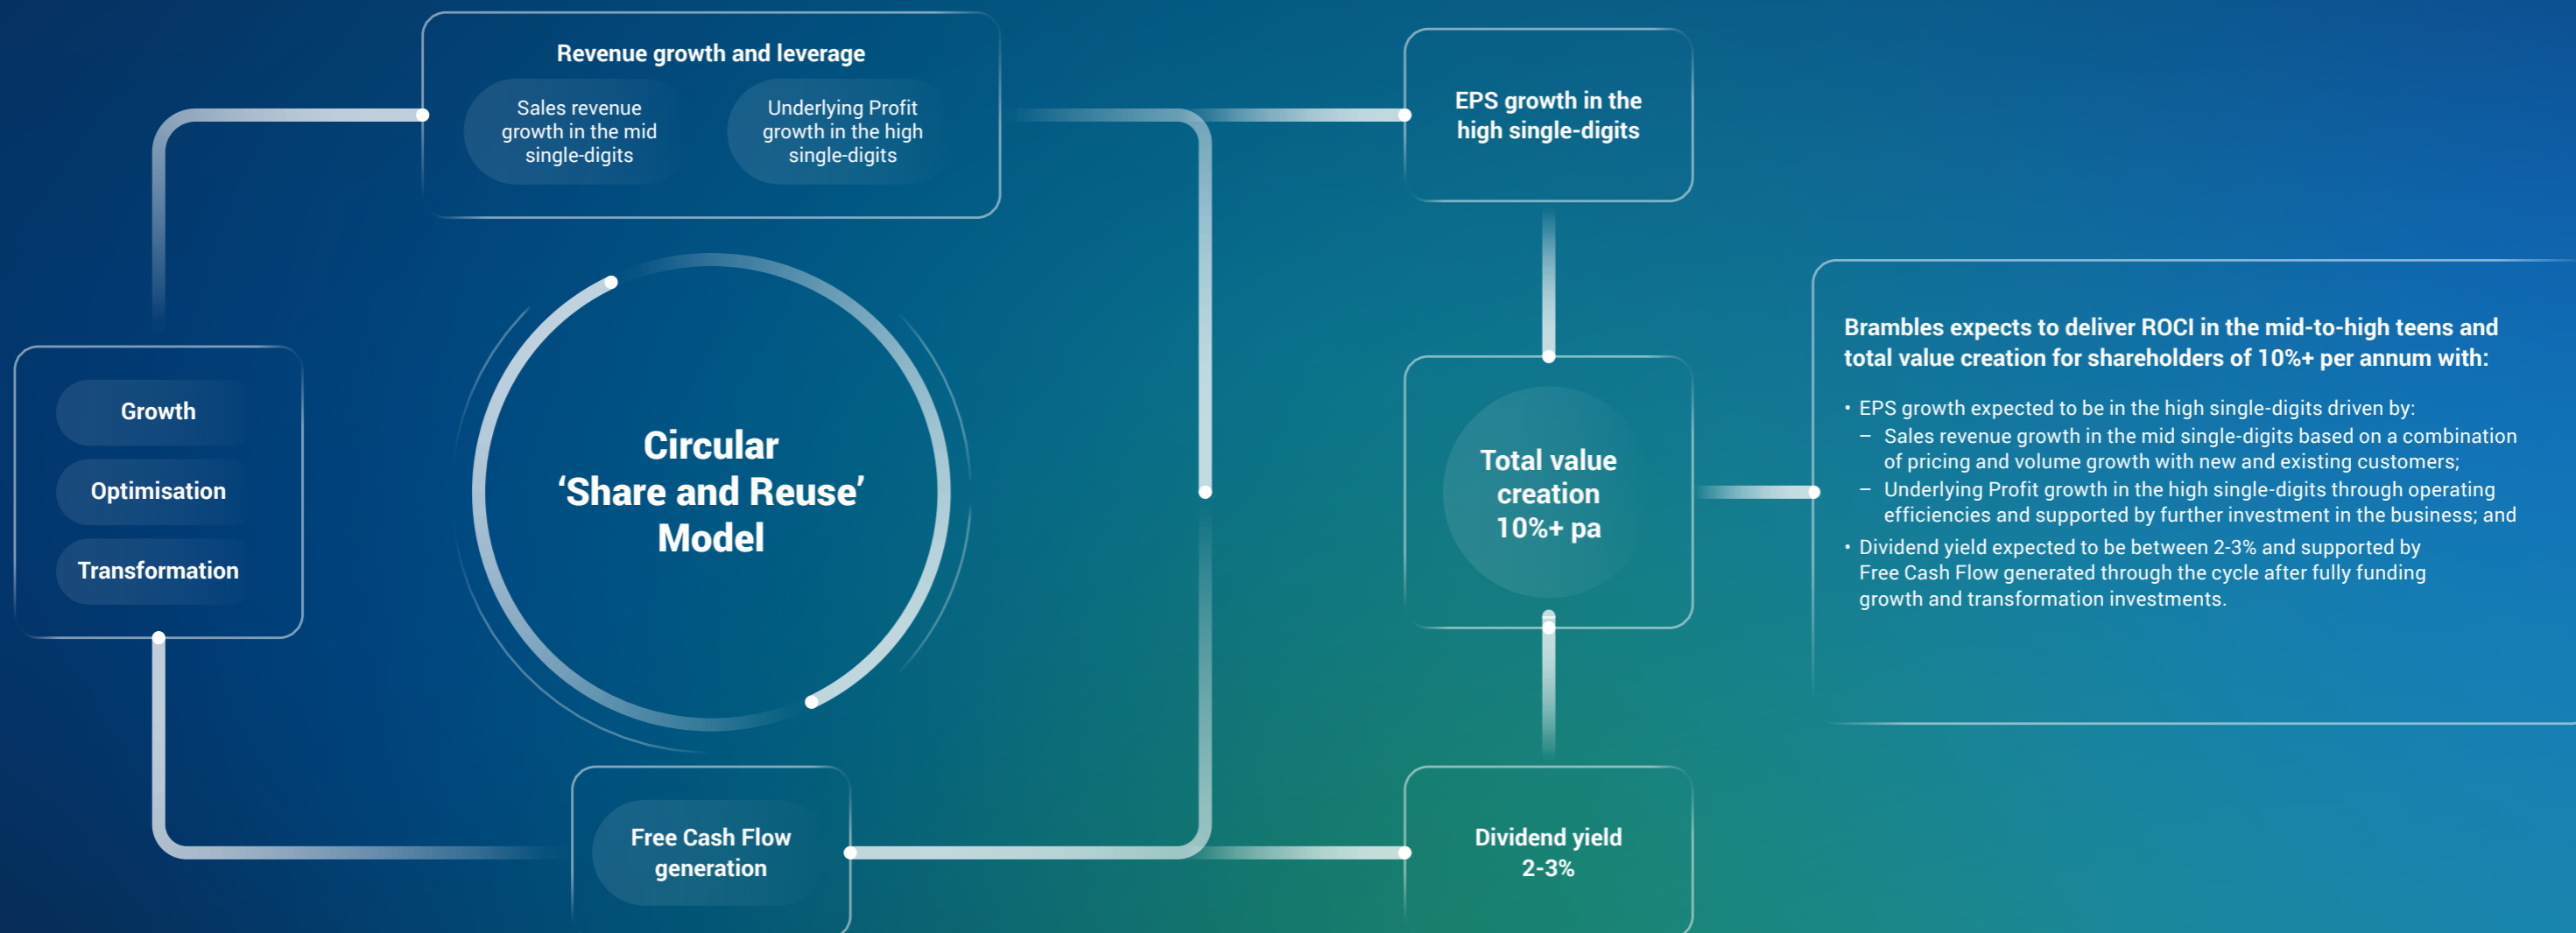 Revenue growth and leverage
Sales revenue
growth in the mid
single-digits
Underlying Profit
growth in the high
single-digits
EPS growth in the
high single-digits
Growth
Optimisation
Transformation
Circular
‘Share and Reuse’
Model
Total value
creation
10%+ pa
Brambles expects to deliver ROCI in the mid-to-high teens and
total value creation for shareholders of 10%+ per annum with:
• EPS growth expected to be in the high single-digits driven by:
– Sales revenue growth in the mid single-digits based on a combination
of pricing and volume growth with new and existing customers;
– Underlying Profit growth in the high single-digits through operating
efficiencies and supported by further investment in the business; and
• Dividend yield expected to be between 2-3% and supported by
Free Cash Flow generated through the cycle after fully funding
growth and transformation investments.
Free Cash Flow
generation
Dividend yield
2-3%